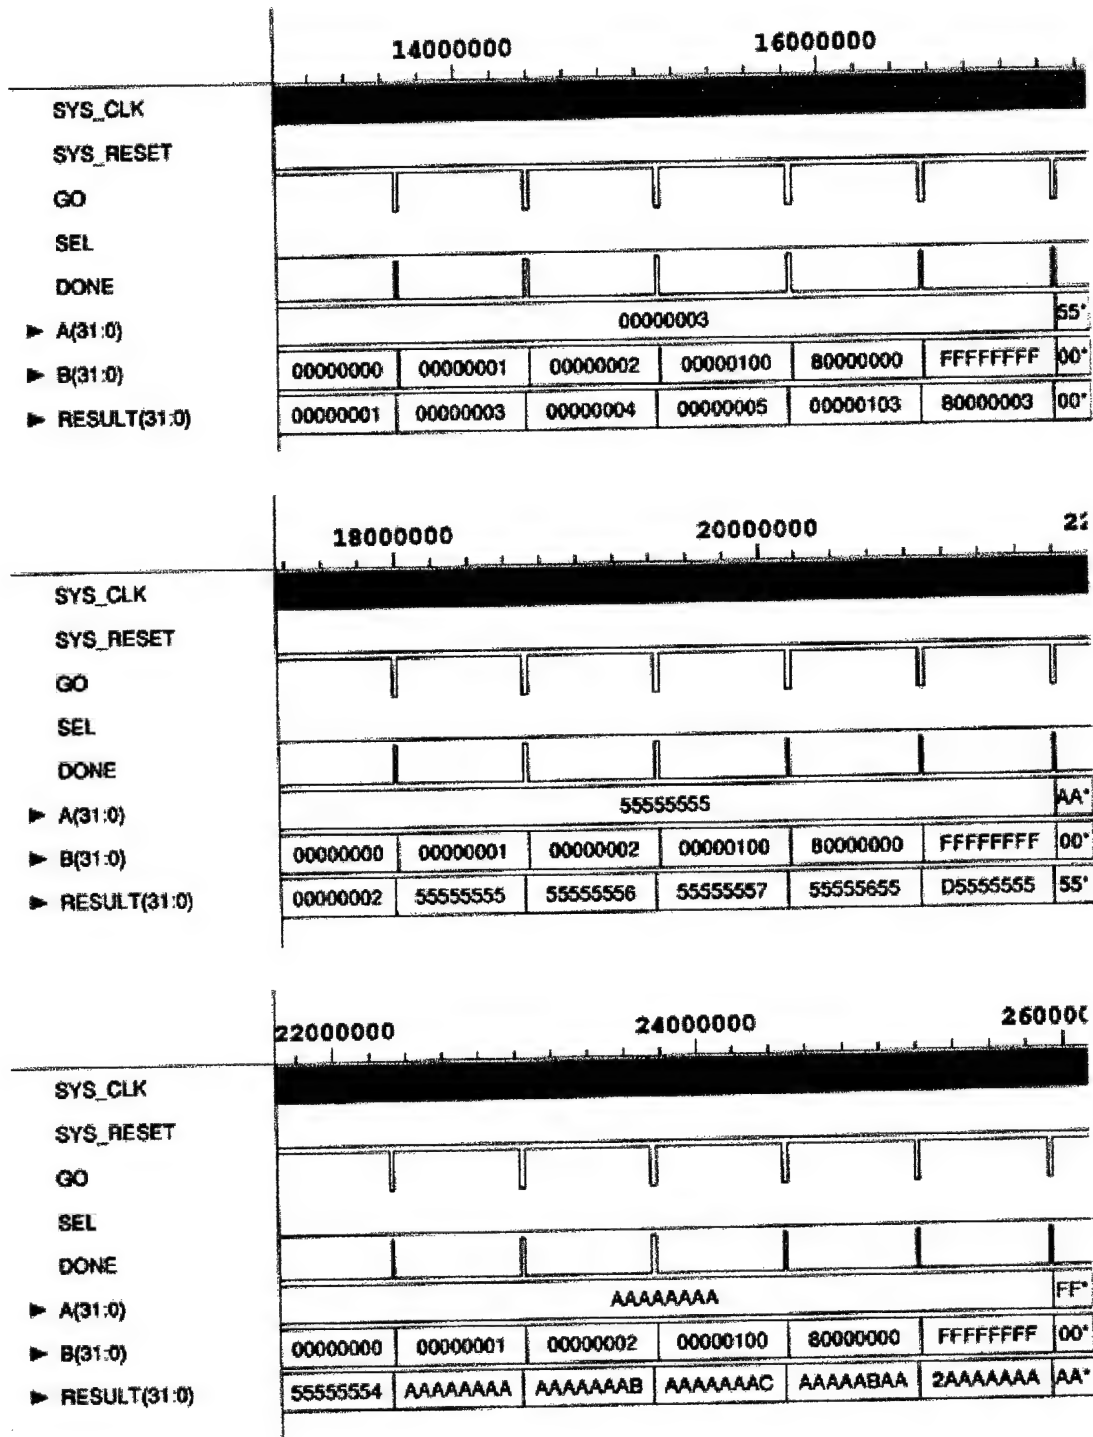 14000000 16000000
SYS_CLK
SYS_RESET
GO
SEL
DONE
A(31:0) 00000003 55*
B(31:0) 00000000 00000001 00000002 00000100 80000000 FFFFFFFF 00*
RESULT(31:0) 00000001 00000003 00000004 00000005 00000103 80000003 00*
18000000 20000000 22
SYS_CLK
SYS_RESET
GO
SEL
DONE
A(31:0) 55555555 AA*
B(31:0) 00000000 00000001 00000002 00000100 80000000 FFFFFFFF 00*
RESULT(31:0) 00000002 55555555 55555556 55555557 55555655 D5555555 55*
22000000 24000000 260000
SYS_CLK
SYS_RESET
GO
SEL
DONE
A(31:0) AAAAAAAA FF*
B(31:0) 00000000 00000001 00000002 00000100 80000000 FFFFFFFF 00*
RESULT(31:0) 55555554 AAAAAAAA AAAAAAAB AAAAAAAC AAAAABAA 2AAAAAAA AA*